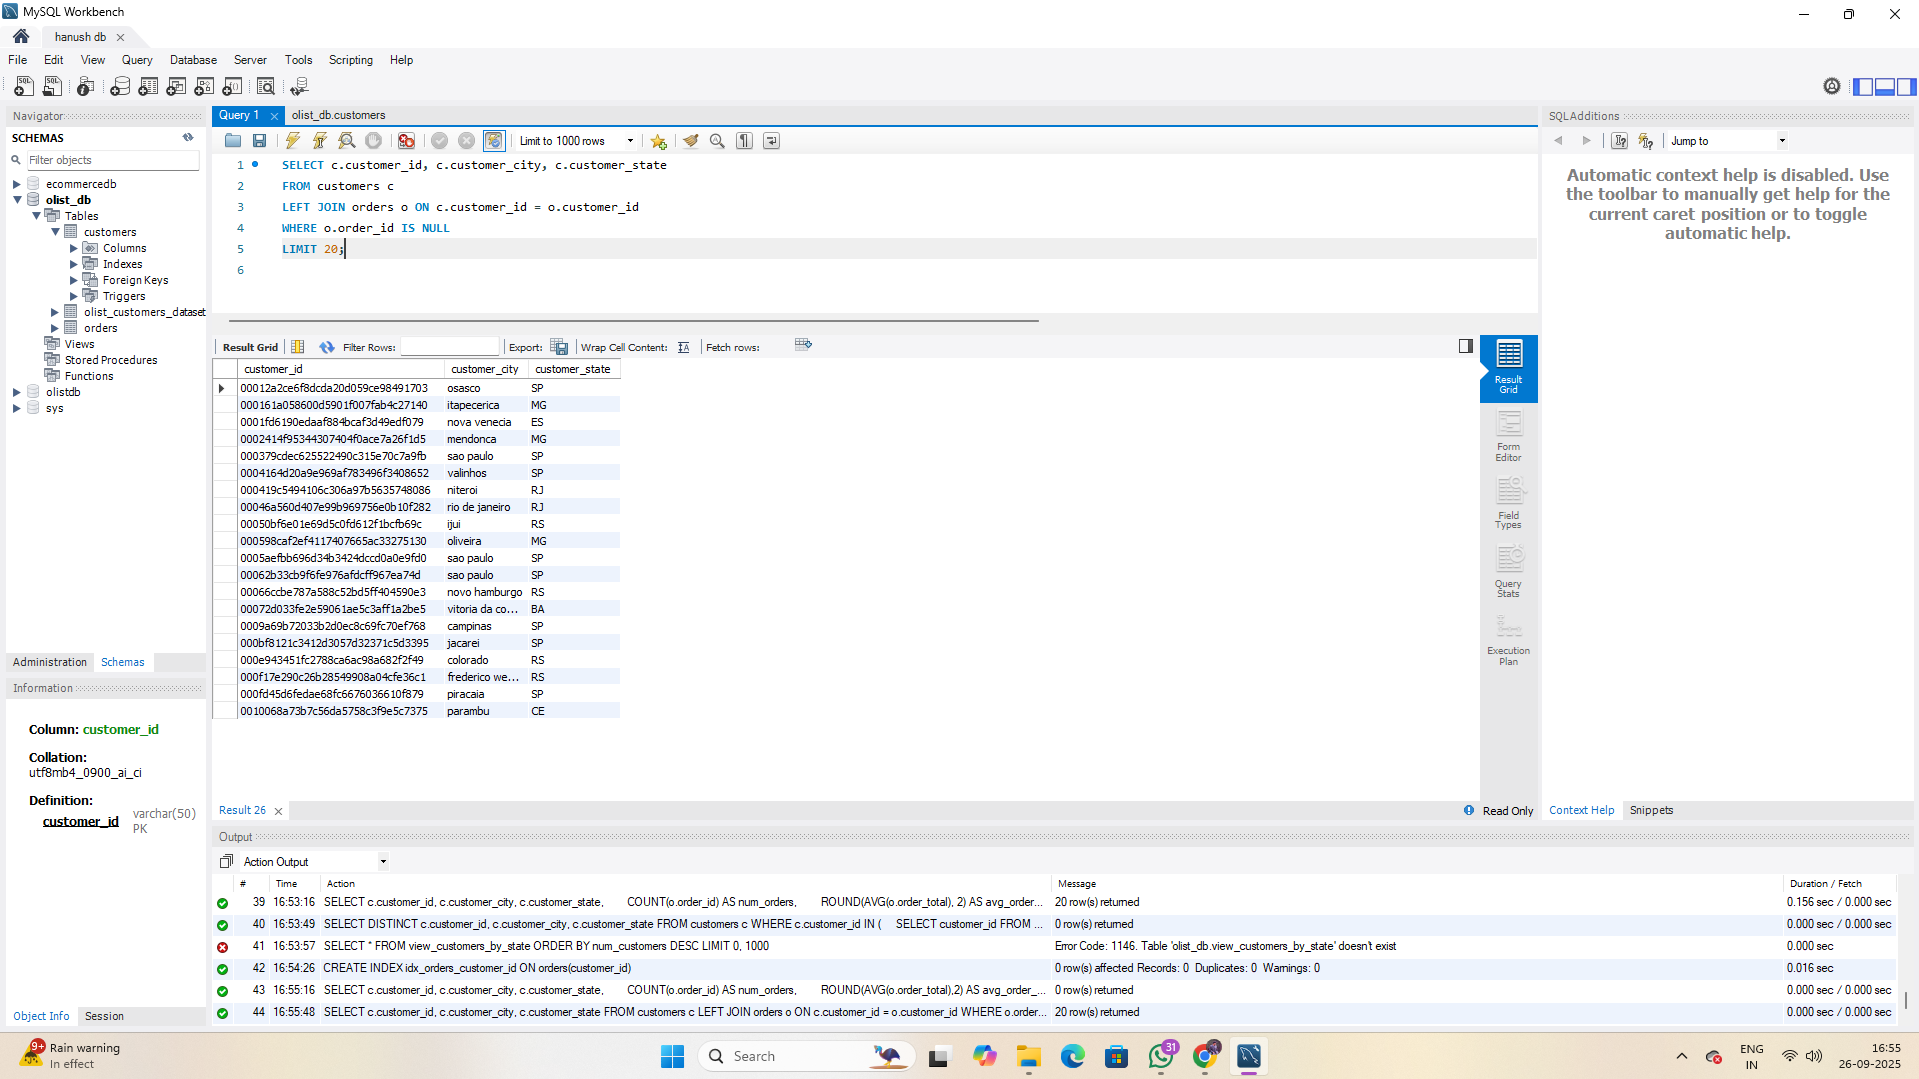 MySQL Workbench
hanush db
File Edit View Query Database Server Tools Scripting Help
Navigator
SCHEMAS
Filter objects
ecommercedb
olist_db
Tables
customers
Columns
Indexes
Foreign Keys
Triggers
olist_customers_dataset
orders
Views
Stored Procedures
Functions
olistdb
sys
Administration Schemas
Information
Column: customer_id
Collation:
utf8mb4_0900_ai_ci
Definition:
customer_id varchar(50)
PK
Object Info Session
Query 1 olist_db.customers
Limit to 1000 rows
1 SELECT c.customer_id, c.customer_city, c.customer_state
2 FROM customers c
3 LEFT JOIN orders o ON c.customer_id = o.customer_id
4 WHERE o.order_id IS NULL
5 LIMIT 20;
6
Result Grid Filter Rows: Export: Wrap Cell Content: Fetch rows:
customer_id customer_city customer_state
00012a2ce6f8dcda20d059ce98491703 osasco SP
000161a058600d5901f007fab4c27140 itapecerica MG
0001fd6190edaaf884bcaf3d49edf079 nova venecia ES
0002414f95344307404f0ace7a26f1d5 mendonca MG
000379cdec625522490c315e70c7a9fb sao paulo SP
0004164d20a9e969af783496f3408652 valinhos SP
000419c5494106c306a97b5635748086 niteroi RJ
00046a560d407e99b969756e0b10f282 rio de janeiro RJ
00050bf6e01e69d5c0fd612f1bcfb69c ijui RS
000598caf2ef4117407665ac33275130 oliveira MG
0005aefbb696d34b3424dccd0a0e9fd0 sao paulo SP
00062b33cb9f6fe976afdcff967ea74d sao paulo SP
00066ccbe787a588c52bd5ff404590e3 novo hamburgo RS
00072d033fe2e59061ae5c3aff1a2be5 vitoria da co... BA
0009a69b72033b2d0ec8c69fc70ef768 campinas SP
000bf8121c3412d3057d32371c5d3395 jacarei SP
000e943451fc2788ca6ac98a682f2f49 colorado RS
000f17e290c26b28549908a04cfe36c1 frederico we... RS
000fd45d6fedae68fc6676036610f879 piracaia SP
0010068a73b7c56da5758c3f9e5c7375 parambu CE
Result
Grid
Form
Editor
Field
Types
Query
Stats
Execution
Plan
Result 26
Read Only
SQLAdditions
Jump to
Automatic context help is disabled. Use
the toolbar to manually get help for the
current caret position or to toggle
automatic help.
Context Help Snippets
Output
Action Output
# Time Action Message Duration / Fetch
39 16:53:16 SELECT c.customer_id, c.customer_city, c.customer_state, COUNT(o.order_id) AS num_orders, ROUND(AVG(o.order_total), 2) AS avg_order... 20 row(s) returned 0.156 sec / 0.000 sec
40 16:53:49 SELECT DISTINCT c.customer_id, c.customer_city, c.customer_state FROM customers c WHERE c.customer_id IN ( SELECT customer_id FROM ... 0 row(s) returned 0.000 sec / 0.000 sec
41 16:53:57 SELECT * FROM view_customers_by_state ORDER BY num_customers DESC LIMIT 0, 1000 Error Code: 1146. Table 'olist_db.view_customers_by_state' doesn't exist 0.000 sec
42 16:54:26 CREATE INDEX idx_orders_customer_id ON orders(customer_id) 0 row(s) affected Records: 0 Duplicates: 0 Warnings: 0 0.016 sec
43 16:55:16 SELECT c.customer_id, c.customer_city, c.customer_state, COUNT(o.order_id) AS num_orders, ROUND(AVG(o.order_total),2) AS avg_order_... 0 row(s) returned 0.000 sec / 0.000 sec
44 16:55:48 SELECT c.customer_id, c.customer_city, c.customer_state FROM customers c LEFT JOIN orders o ON c.customer_id = o.customer_id WHERE o.order... 20 row(s) returned 0.000 sec / 0.000 sec
9+
Rain warning
In effect
Search
31
ENG
IN
16:55
26-09-2025